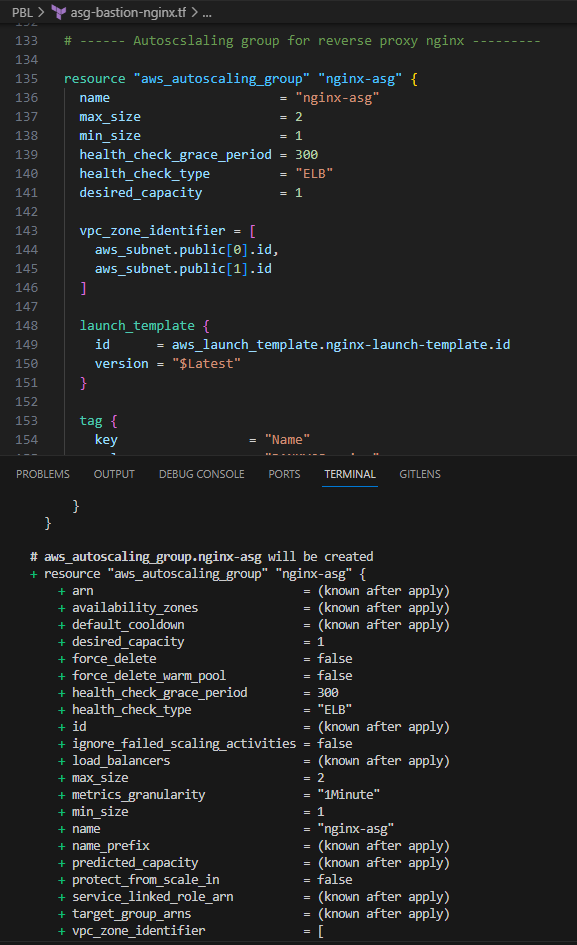 PBL > asg-bastion-nginx.tf > ...
132
133 # ------ Autoscslaling group for reverse proxy nginx ---------
134
135 resource "aws_autoscaling_group" "nginx-asg" {
136 name = "nginx-asg"
137 max_size = 2
138 min_size = 1
139 health_check_grace_period = 300
140 health_check_type = "ELB"
141 desired_capacity = 1
142
143 vpc_zone_identifier = [
144 aws_subnet.public[0].id,
145 aws_subnet.public[1].id
146 ]
147
148 launch_template {
149 id = aws_launch_template.nginx-launch-template.id
150 version = "$Latest"
151 }
152
153 tag {
154 key = "Name"
PROBLEMS OUTPUT DEBUG CONSOLE PORTS TERMINAL GITLENS
}
}
# aws_autoscaling_group.nginx-asg will be created
+ resource "aws_autoscaling_group" "nginx-asg" {
+ arn = (known after apply)
+ availability_zones = (known after apply)
+ default_cooldown = (known after apply)
+ desired_capacity = 1
+ force_delete = false
+ force_delete_warm_pool = false
+ health_check_grace_period = 300
+ health_check_type = "ELB"
+ id = (known after apply)
+ ignore_failed_scaling_activities = false
+ load_balancers = (known after apply)
+ max_size = 2
+ metrics_granularity = "1Minute"
+ min_size = 1
+ name = "nginx-asg"
+ name_prefix = (known after apply)
+ predicted_capacity = (known after apply)
+ protect_from_scale_in = false
+ service_linked_role_arn = (known after apply)
+ target_group_arns = (known after apply)
+ vpc_zone_identifier = [